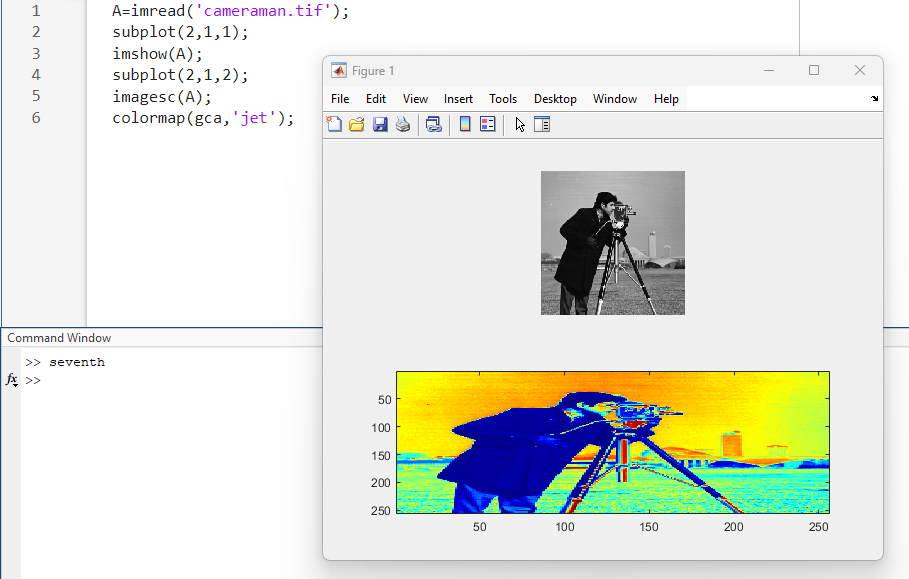 1 A=imread('cameraman.tif');
2 subplot(2,1,1);
3 imshow(A);
4 subplot(2,1,2);
5 imagesc(A);
6 colormap(gca,'jet');
Figure 1
File Edit View Insert Tools Desktop Window Help
Command Window
>> seventh
fx >>
50
100
150
200
250
50 100 150 200 250